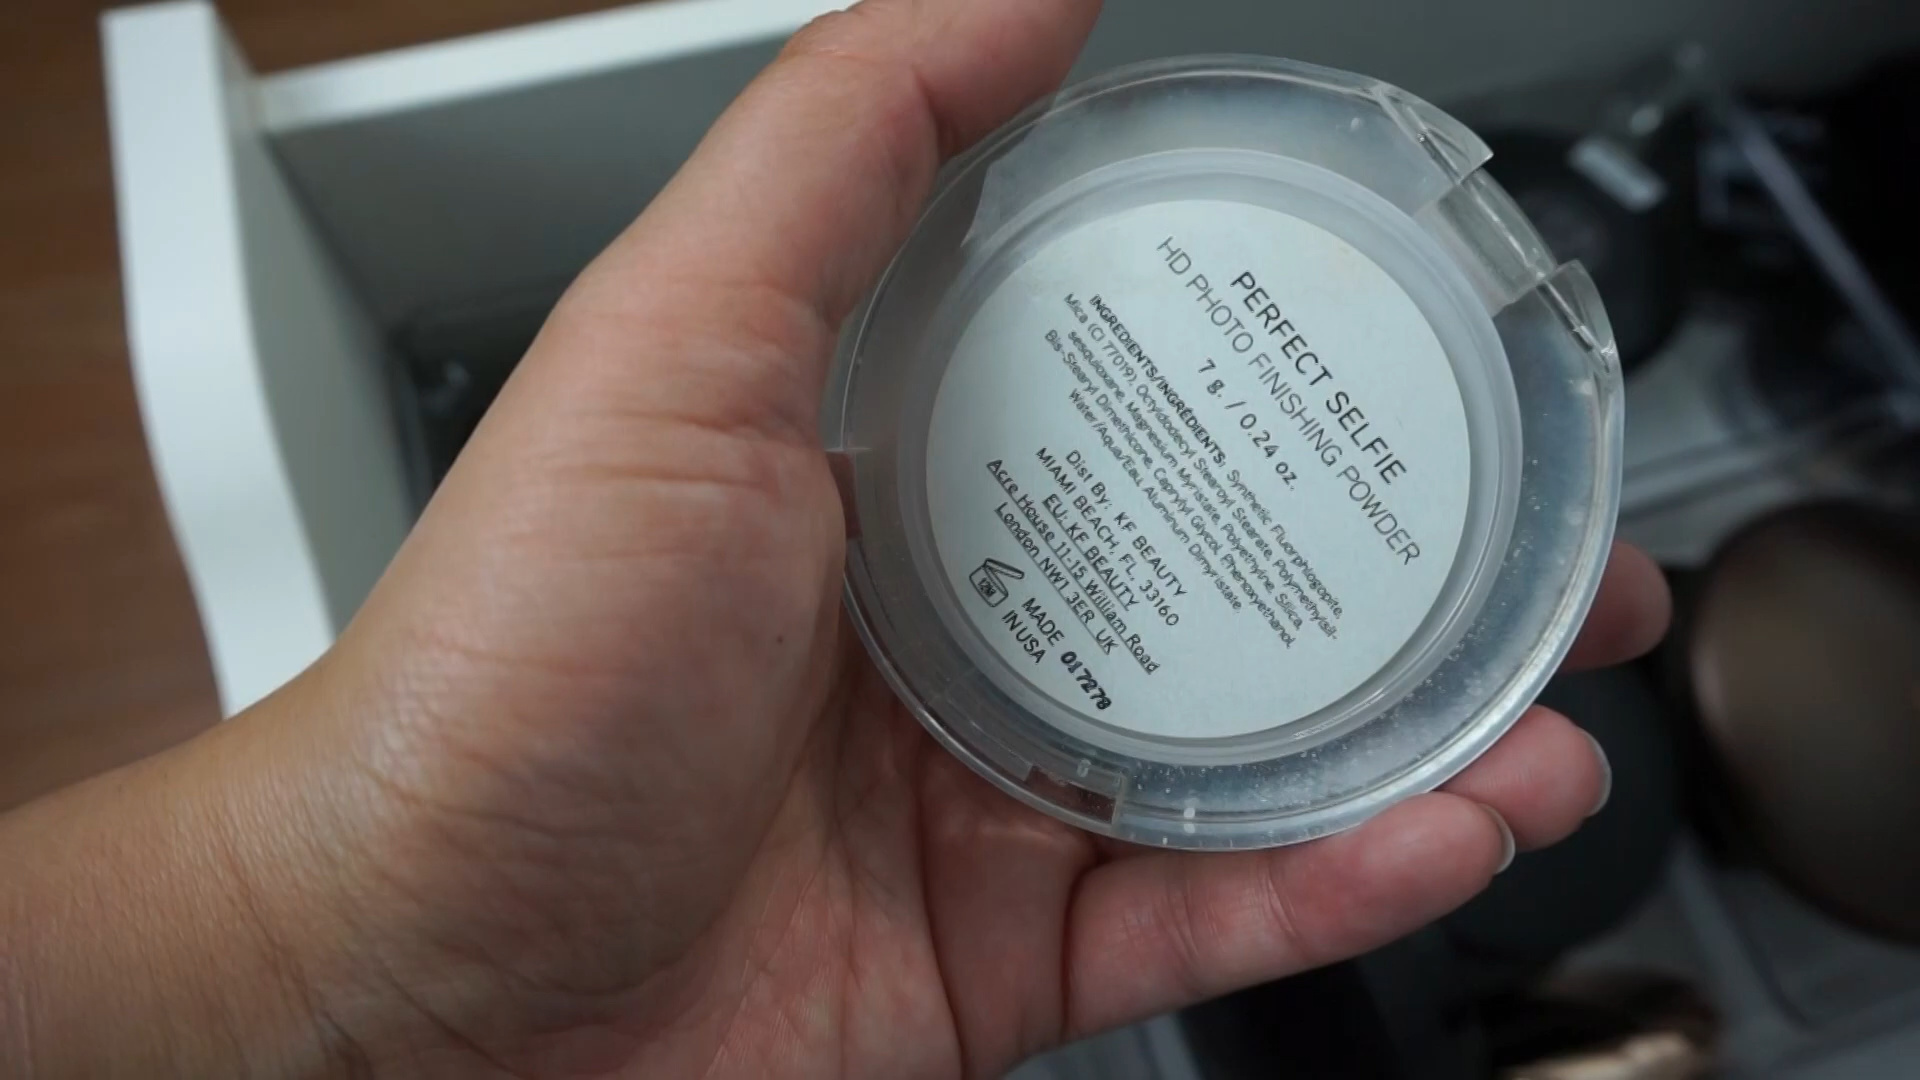 PERFECT SELFIE
HD PHOTO FINISHING POWDER
7 g. / 0.24 oz.
INGREDIENTS/INGRÉDIENTS: Synthetic Fluorphlogopite,
Mica (CI 77019), Octyldodecyl Stearoyl Stearate, Polymethylsil-
sesquioxane, Magnesium Myristate, Polyethylne, Silica,
Bis-Stearyl Dimethicone, Caprylyl Glycol, Phenoxyethanol,
Water/Aqua/Eau, Aluminum Dimyristate.
Dist By: KF BEAUTY
MIAMI BEACH, FL. 33160
EU: KF BEAUTY
Acre House 11-15 William Road
London NW1 3ER UK
12M
MADE
IN USA
017278